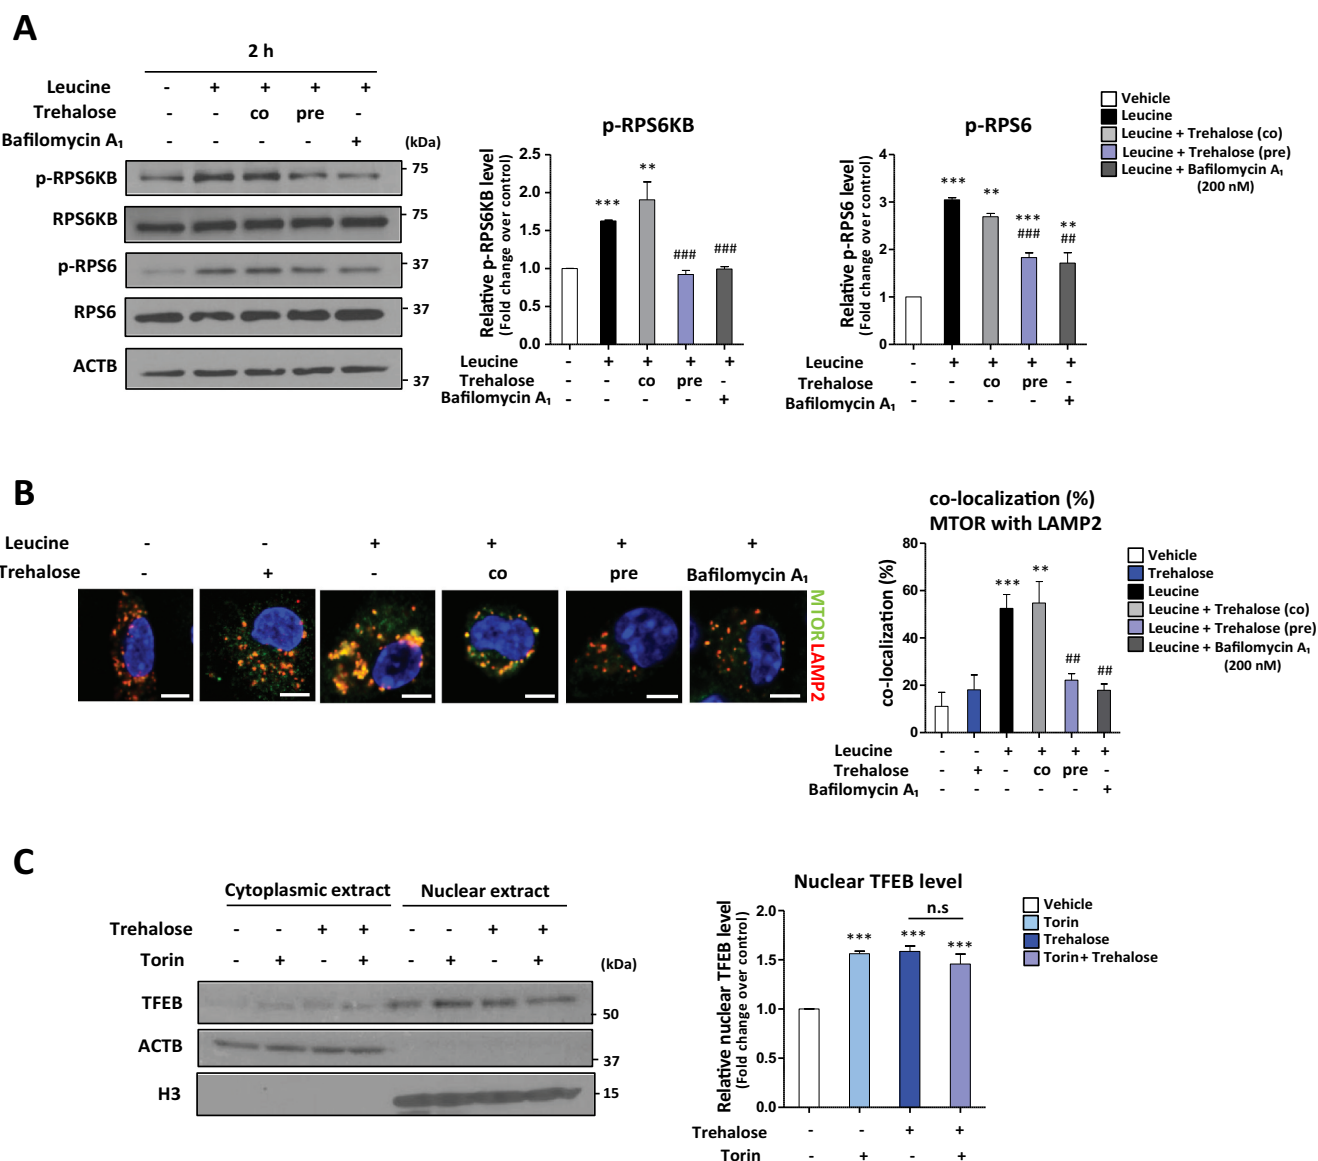 A
2 h
Leucine - + + + +
Trehalose - - co pre -
Bafilomycin A₁ - - - - + (kDa)
p-RPS6KB 75
RPS6KB 75
p-RPS6 37
RPS6 37
ACTB 37
p-RPS6KB
Relative p-RPS6KB level
(Fold change over control)
2.5
2.0
1.5
1.0
0.5
0.0
*** ** ### ###
Leucine - + + + +
Trehalose - - co pre -
Bafilomycin A₁ - - - - +
p-RPS6
Relative p-RPS6 level
(Fold change over control)
4
3
2
1
0
*** ** *** **
### ##
Leucine - + + + +
Trehalose - - co pre -
Bafilomycin A₁ - - - - +
Vehicle
Leucine
Leucine + Trehalose (co)
Leucine + Trehalose (pre)
Leucine + Bafilomycin A₁
(200 nM)
B
Leucine - - + + + +
Trehalose - + - co pre Bafilomycin A₁
MTOR LAMP2
co-localization (%)
MTOR with LAMP2
co-localization (%)
80
60
40
20
0
*** ** ## ##
Leucine - - + + + +
Trehalose - + - co pre -
Bafilomycin A₁ - - - - - +
Vehicle
Trehalose
Leucine
Leucine + Trehalose (co)
Leucine + Trehalose (pre)
Leucine + Bafilomycin A₁
(200 nM)
C
Cytoplasmic extract Nuclear extract
Trehalose - - + + - - + +
Torin - + - + - + - + (kDa)
TFEB 50
ACTB 37
H3 15
Nuclear TFEB level
Relative nuclear TFEB level
(Fold change over control)
2.0
1.5
1.0
0.5
0.0
n.s
*** *** ***
Trehalose - - + +
Torin - + - +
Vehicle
Torin
Trehalose
Torin+ Trehalose